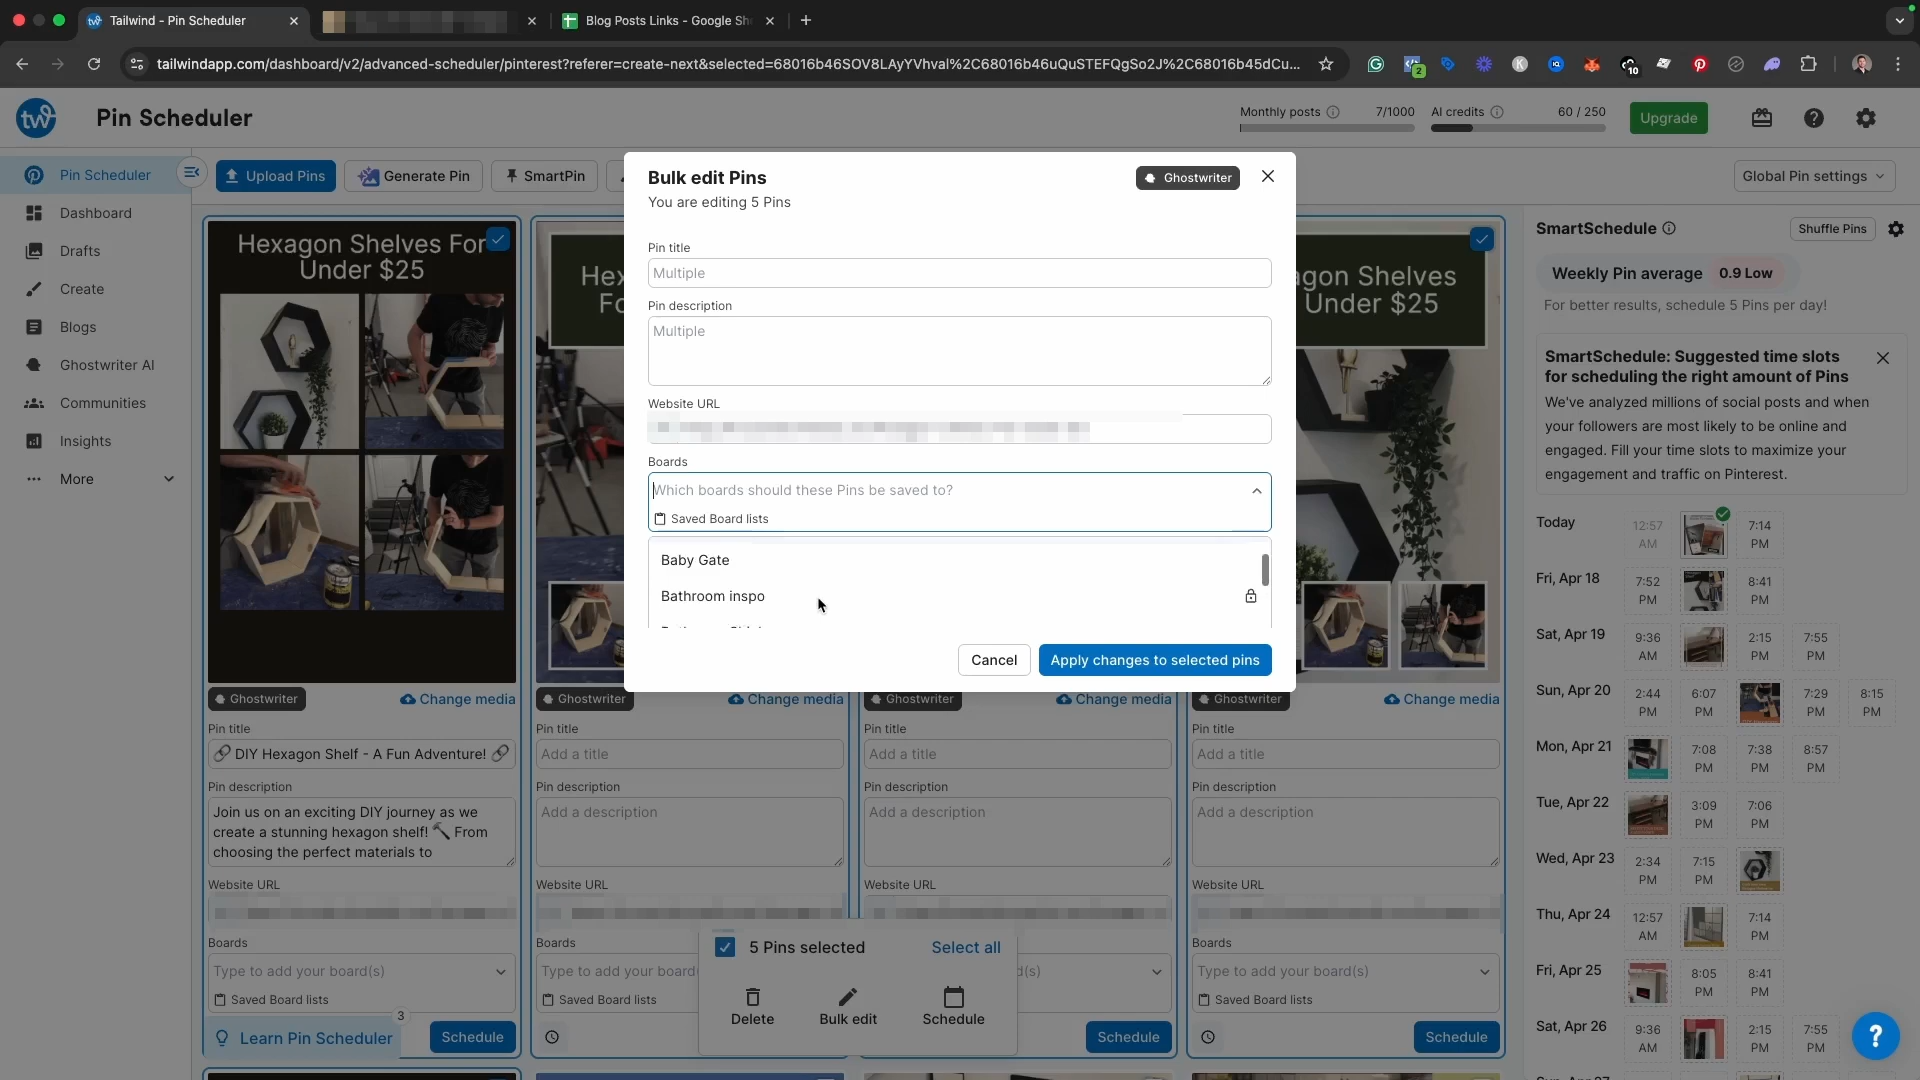 Tailwind - Pin Scheduler
Blog Posts Links - Google Sh
tailwindapp.com/dashboard/v2/advanced-scheduler/pinterest?referer=create-next&selected=68016b46SOV8LAyYVhval%2C68016b46uQuSTEFQgSo2J%2C68016b45dCu...
2
10
tw
Pin Scheduler
Monthly posts
7/1000
AI credits
60 / 250
Upgrade
Pin Scheduler
Dashboard
Drafts
Create
Blogs
Ghostwriter AI
Communities
Insights
More
Upload Pins
Generate Pin
SmartPin
Global Pin settings
Bulk edit Pins
Ghostwriter
You are editing 5 Pins
Pin title
Multiple
Pin description
Multiple
Website URL
Boards
Which boards should these Pins be saved to?
Saved Board lists
Baby Gate
Bathroom inspo
Cancel
Apply changes to selected pins
Hexagon Shelves For
Under $25
Hex
Fo
agon Shelves
Under $25
Ghostwriter
Change media
Pin title
🔗 DIY Hexagon Shelf - A Fun Adventure! 🔗
Pin description
Join us on an exciting DIY journey as we
create a stunning hexagon shelf! 🔨 From
choosing the perfect materials to
Website URL
Boards
Type to add your board(s)
Saved Board lists
Learn Pin Scheduler
3
Schedule
Ghostwriter
Change media
Pin title
Add a title
Pin description
Add a description
Website URL
Boards
Type to add your board
Saved Board lists
Ghostwriter
Change media
Pin title
Add a title
Pin description
Add a description
Website URL
d(s)
Schedule
Ghostwriter
Change media
Pin title
Add a title
Pin description
Add a description
Website URL
Boards
Type to add your board(s)
Saved Board lists
Schedule
5 Pins selected
Select all
Delete
Bulk edit
Schedule
SmartSchedule
Shuffle Pins
Weekly Pin average
0.9 Low
For better results, schedule 5 Pins per day!
SmartSchedule: Suggested time slots
for scheduling the right amount of Pins
We've analyzed millions of social posts and when
your followers are most likely to be online and
engaged. Fill your time slots to maximize your
engagement and traffic on Pinterest.
Today
12:57 AM
7:14 PM
Fri, Apr 18
7:52 PM
8:41 PM
Sat, Apr 19
9:36 AM
2:15 PM
7:55 PM
Sun, Apr 20
2:44 PM
6:07 PM
7:29 PM
8:15 PM
Mon, Apr 21
7:08 PM
7:38 PM
8:57 PM
Tue, Apr 22
3:09 PM
7:06 PM
Wed, Apr 23
2:34 PM
7:15 PM
Thu, Apr 24
12:57 AM
7:14 PM
Fri, Apr 25
8:05 PM
8:41 PM
Sat, Apr 26
9:36 AM
2:15 PM
7:55 PM
?